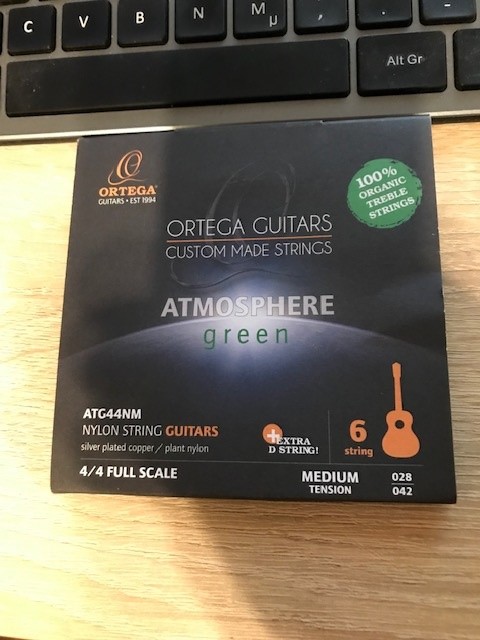 C V B N M ; : -
µ , .
Alt Gr
ORTEGA®
GUITARS • EST 1994
100%
ORGANIC
TREBLE
STRINGS
ORTEGA GUITARS
CUSTOM MADE STRINGS
ATMOSPHERE
green
ATG44NM
NYLON STRING GUITARS
silver plated copper / plant nylon
+EXTRA
D STRING!
6
string
4/4 FULL SCALE
MEDIUM
TENSION
028
042